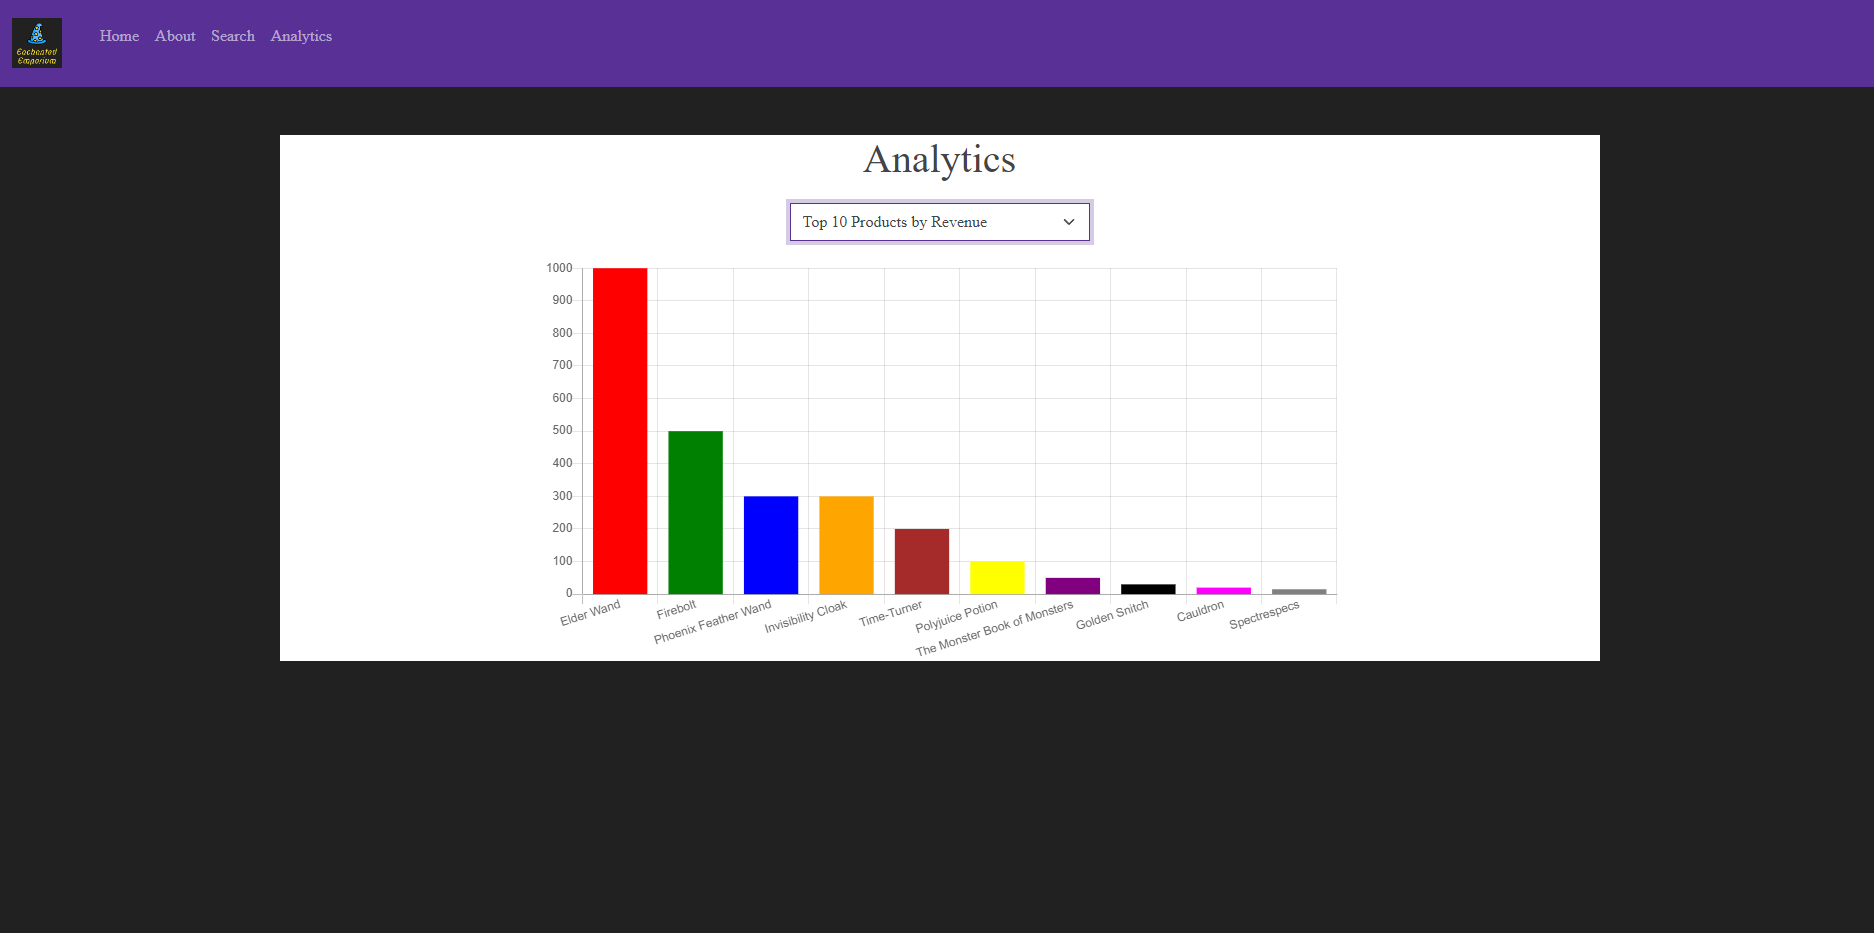 Enchanted
Emporium
Home About Search Analytics
Analytics
Top 10 Products by Revenue
1000
900
800
700
600
500
400
300
200
100
0
Elder Wand
Firebolt
Phoenix Feather Wand
Invisibility Cloak
Time-Turner
Polyjuice Potion
The Monster Book of Monsters
Golden Snitch
Cauldron
Spectrespecs